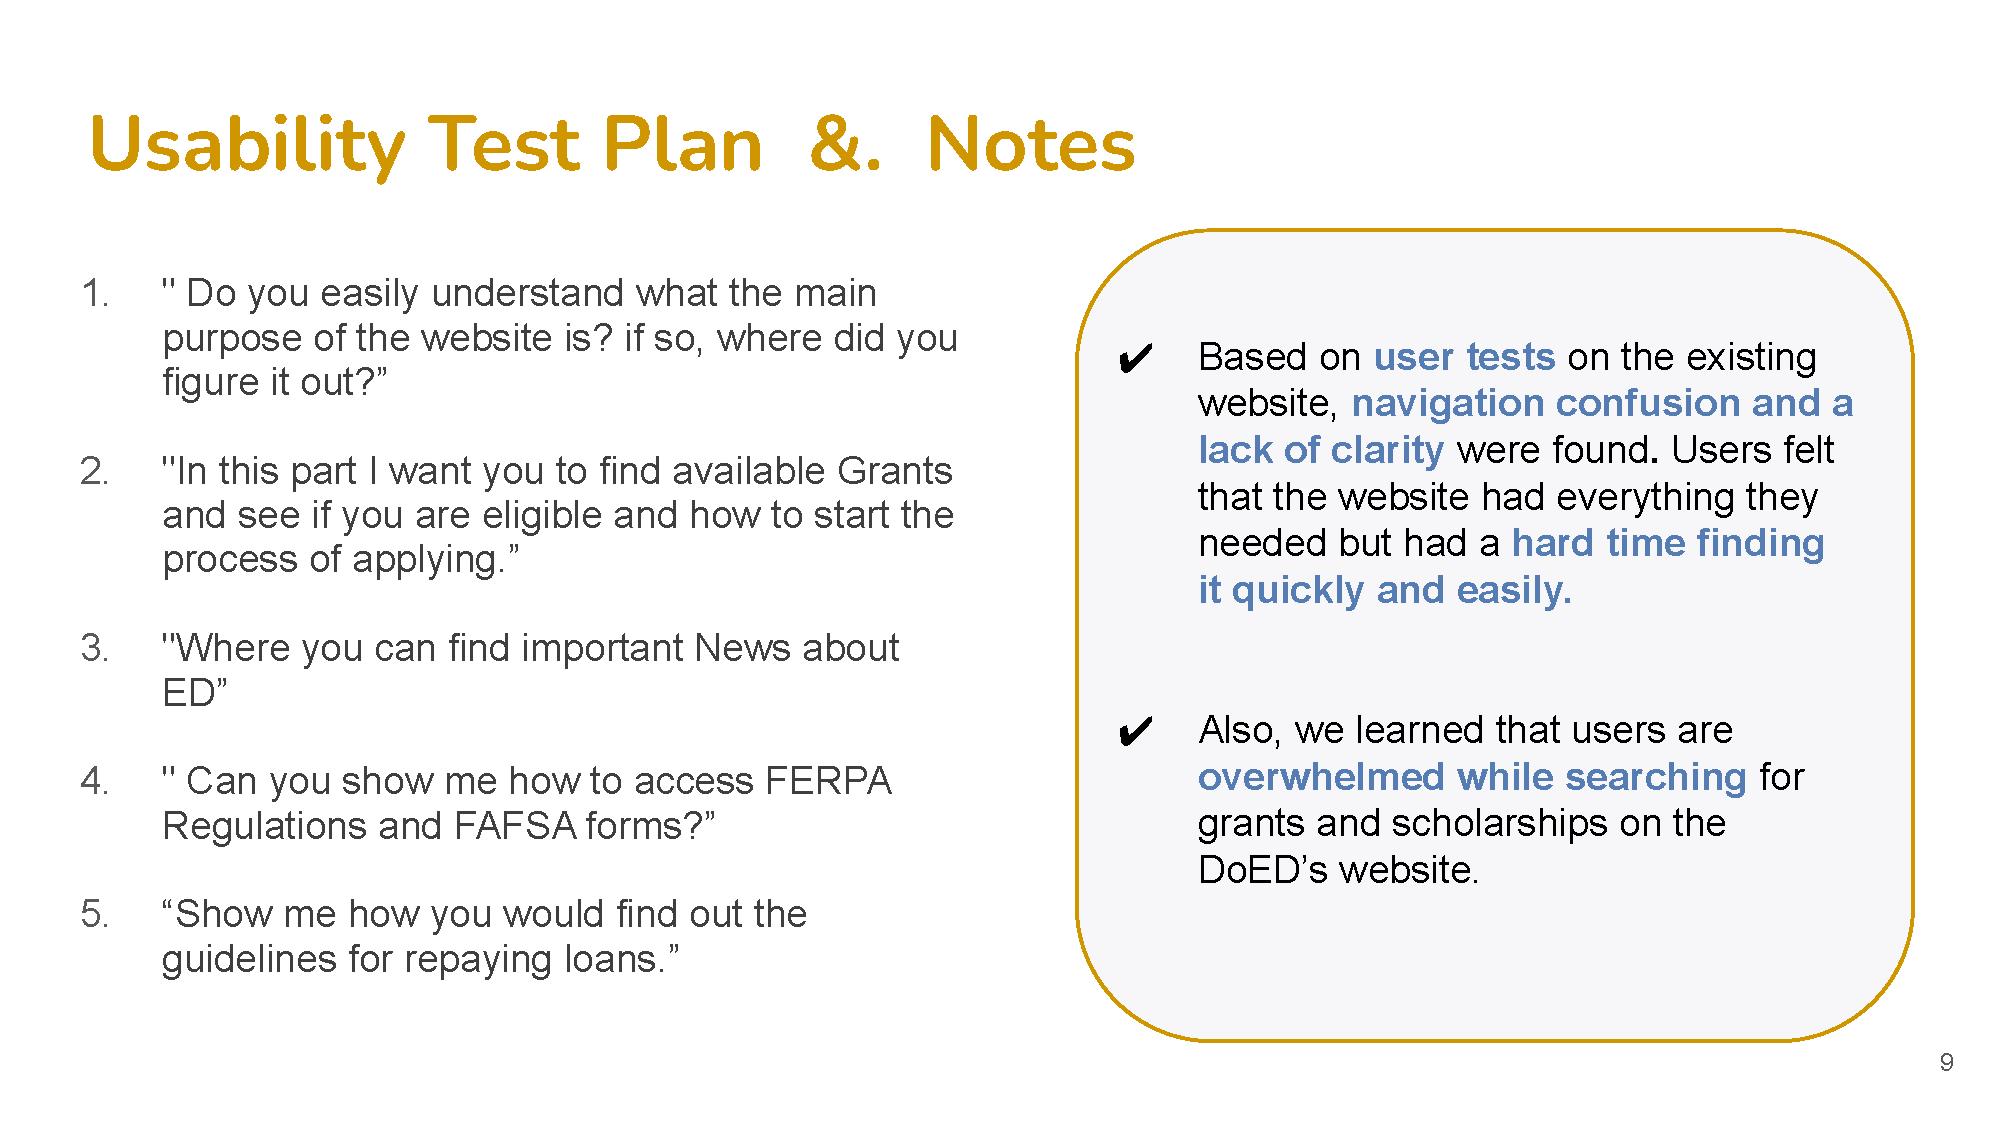 Usability Test Plan &. Notes
1. " Do you easily understand what the main
purpose of the website is? if so, where did you
figure it out?”
2. "In this part I want you to find available Grants
and see if you are eligible and how to start the
process of applying.”
3. "Where you can find important News about
ED”
4. " Can you show me how to access FERPA
Regulations and FAFSA forms?”
5. “Show me how you would find out the
guidelines for repaying loans.”
✔ Based on user tests on the existing
website, navigation confusion and a
lack of clarity were found. Users felt
that the website had everything they
needed but had a hard time finding
it quickly and easily.
✔ Also, we learned that users are
overwhelmed while searching for
grants and scholarships on the
DoED’s website.
9